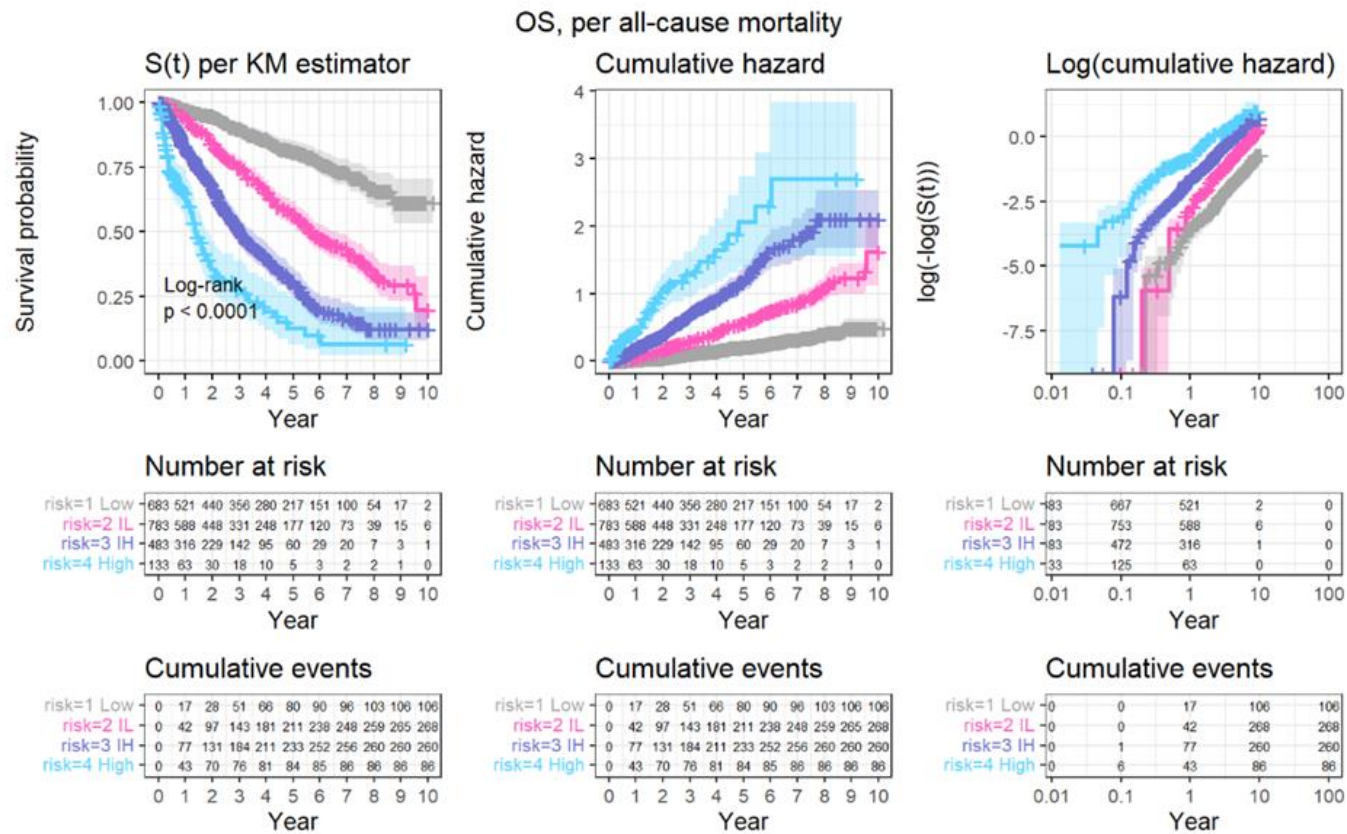 OS, per all-cause mortality
S(t) per KM estimator
Survival probability
1.00
0.75
0.50
0.25
0.00
Log-rank
p < 0.0001
0 1 2 3 4 5 6 7 8 9 10
Year
Cumulative hazard
Cumulative hazard
4
3
2
1
0
0 1 2 3 4 5 6 7 8 9 10
Year
Log(cumulative hazard)
log(-log(S(t)))
0.0
-2.5
-5.0
-7.5
0.01 0.1 1 10 100
Year
Number at risk
risk=1 Low 683 521 440 356 280 217 151 100 54 17 2
risk=2 IL 783 588 448 331 248 177 120 73 39 15 6
risk=3 IH 483 316 229 142 95 60 29 20 7 3 1
risk=4 High 133 63 30 18 10 5 3 2 2 1 0
0 1 2 3 4 5 6 7 8 9 10
Year
Number at risk
risk=1 Low 683 521 440 356 280 217 151 100 54 17 2
risk=2 IL 783 588 448 331 248 177 120 73 39 15 6
risk=3 IH 483 316 229 142 95 60 29 20 7 3 1
risk=4 High 133 63 30 18 10 5 3 2 2 1 0
0 1 2 3 4 5 6 7 8 9 10
Year
Number at risk
risk=1 Low 83 667 521 2 0
risk=2 IL 83 753 588 6 0
risk=3 IH 83 472 316 1 0
risk=4 High 33 125 63 0 0
0.01 0.1 1 10 100
Year
Cumulative events
risk=1 Low 0 17 28 51 66 80 90 96 103 106 106
risk=2 IL 0 42 97 143 181 211 238 248 259 265 268
risk=3 IH 0 77 131 184 211 233 252 256 260 260 260
risk=4 High 0 43 70 76 81 84 85 86 86 86 86
0 1 2 3 4 5 6 7 8 9 10
Year
Cumulative events
risk=1 Low 0 17 28 51 66 80 90 96 103 106 106
risk=2 IL 0 42 97 143 181 211 238 248 259 265 268
risk=3 IH 0 77 131 184 211 233 252 256 260 260 260
risk=4 High 0 43 70 76 81 84 85 86 86 86 86
0 1 2 3 4 5 6 7 8 9 10
Year
Cumulative events
risk=1 Low 0 0 17 106 106
risk=2 IL 0 0 42 268 268
risk=3 IH 0 1 77 260 260
risk=4 High 0 6 43 86 86
0.01 0.1 1 10 100
Year